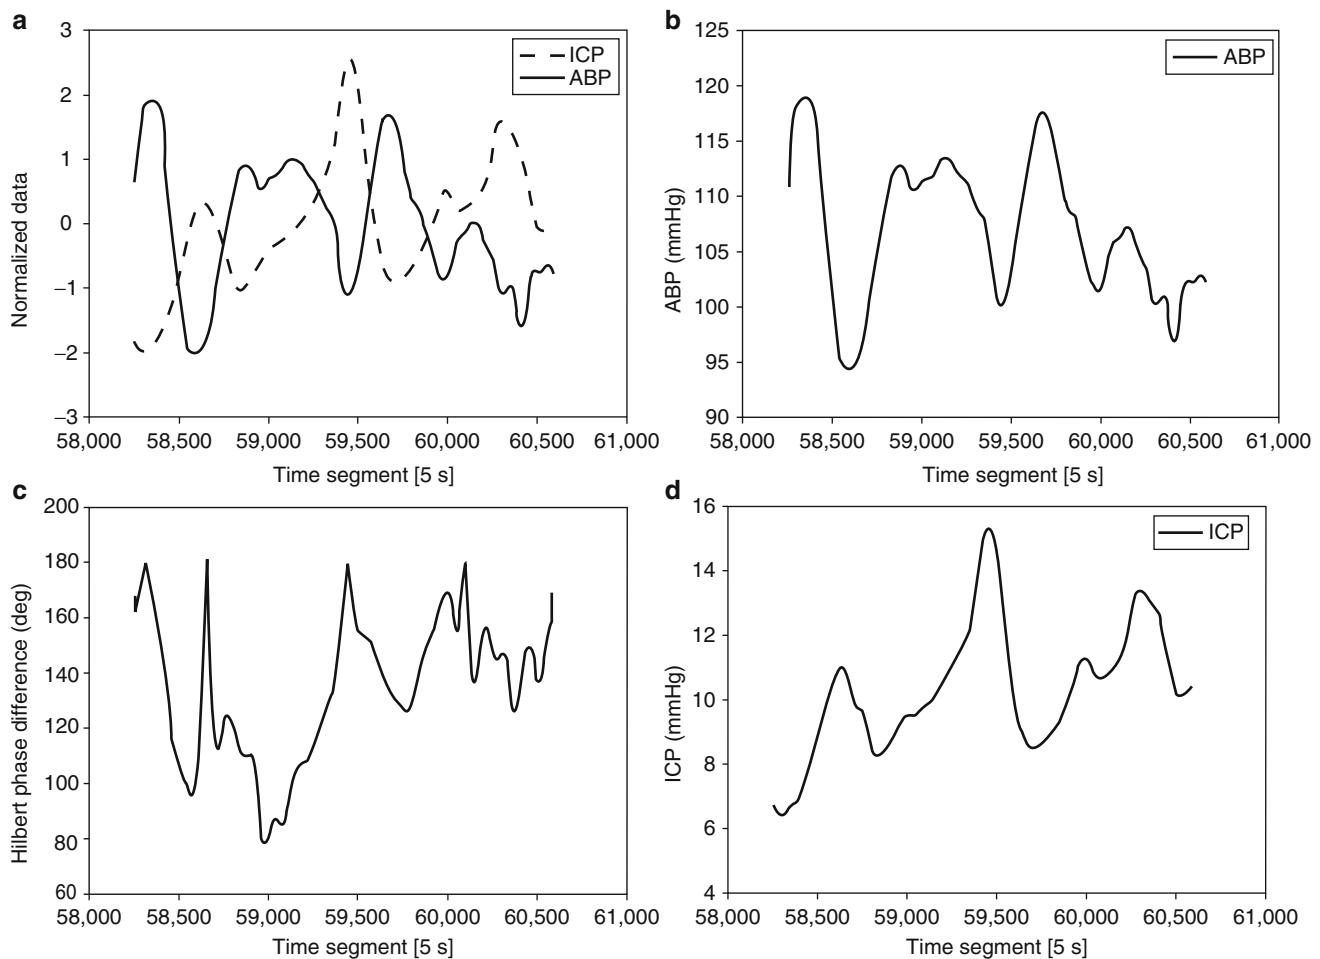 a
3
2
1
0
–1
–2
–3
Normalized data
ICP
ABP
58,000 58,500 59,000 59,500 60,000 60,500 61,000
Time segment [5 s]
b
125
120
115
110
105
100
95
90
ABP (mmHg)
ABP
58,000 58,500 59,000 59,500 60,000 60,500 61,000
Time segment [5 s]
c
200
180
160
140
120
100
80
60
Hilbert phase difference (deg)
58,000 58,500 59,000 59,500 60,000 60,500 61,000
Time segment [5 s]
d
16
14
12
10
8
6
4
ICP (mmHg)
ICP
58,000 58,500 59,000 59,500 60,000 60,500 61,000
Time segment [5 s]